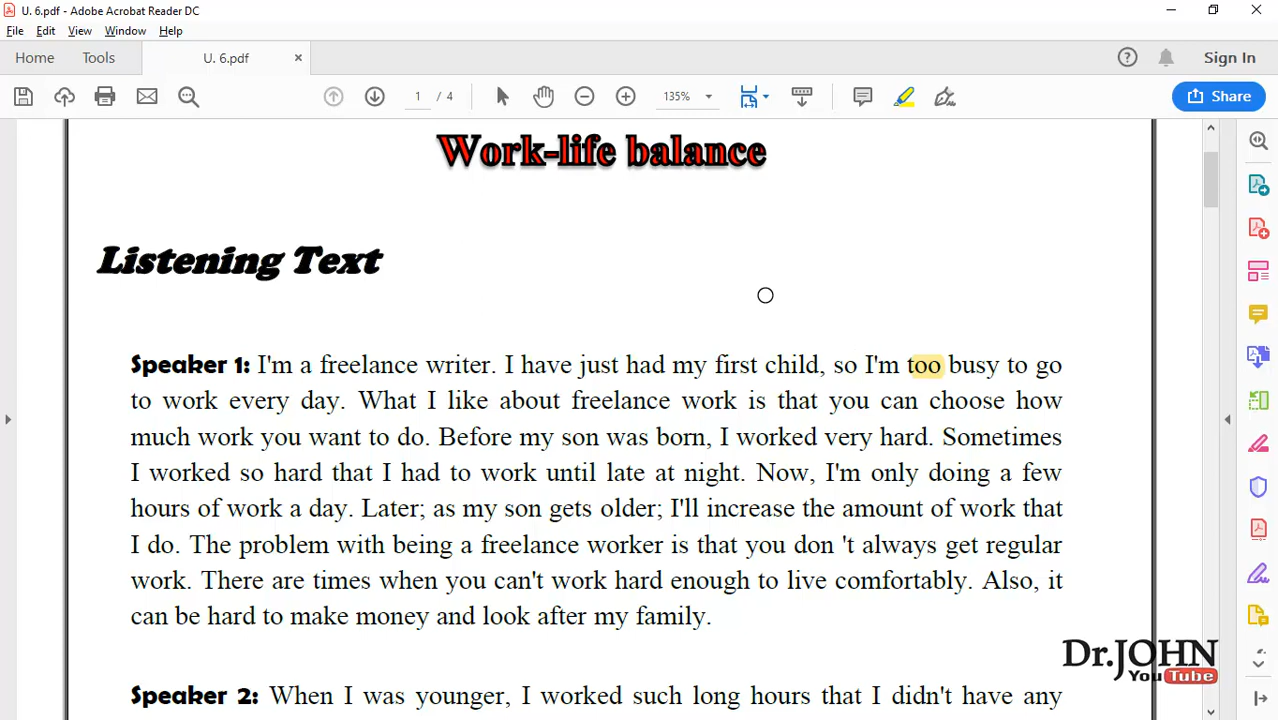 U. 6.pdf - Adobe Acrobat Reader DC
File Edit View Window Help
Home Tools U. 6.pdf × Sign In
1 / 4 135% Share
Work-life balance
Listening Text
Speaker 1: I'm a freelance writer. I have just had my first child, so I'm too busy to go
to work every day. What I like about freelance work is that you can choose how
much work you want to do. Before my son was born, I worked very hard. Sometimes
I worked so hard that I had to work until late at night. Now, I'm only doing a few
hours of work a day. Later; as my son gets older; I'll increase the amount of work that
I do. The problem with being a freelance worker is that you don 't always get regular
work. There are times when you can't work hard enough to live comfortably. Also, it
can be hard to make money and look after my family.
Dr.JOHN
YouTube
Speaker 2: When I was younger, I worked such long hours that I didn't have any